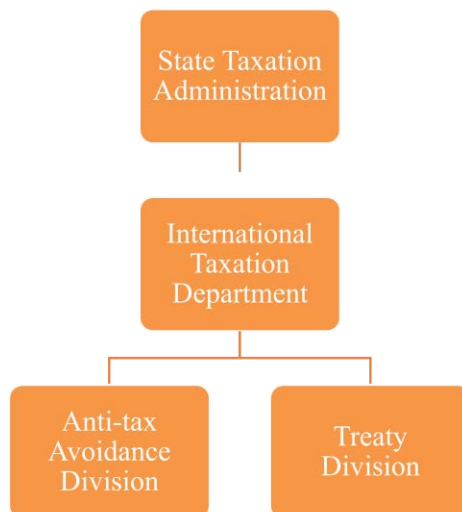 State Taxation
Administration
International
Taxation
Department
Anti-tax
Avoidance
Division
Treaty
Division